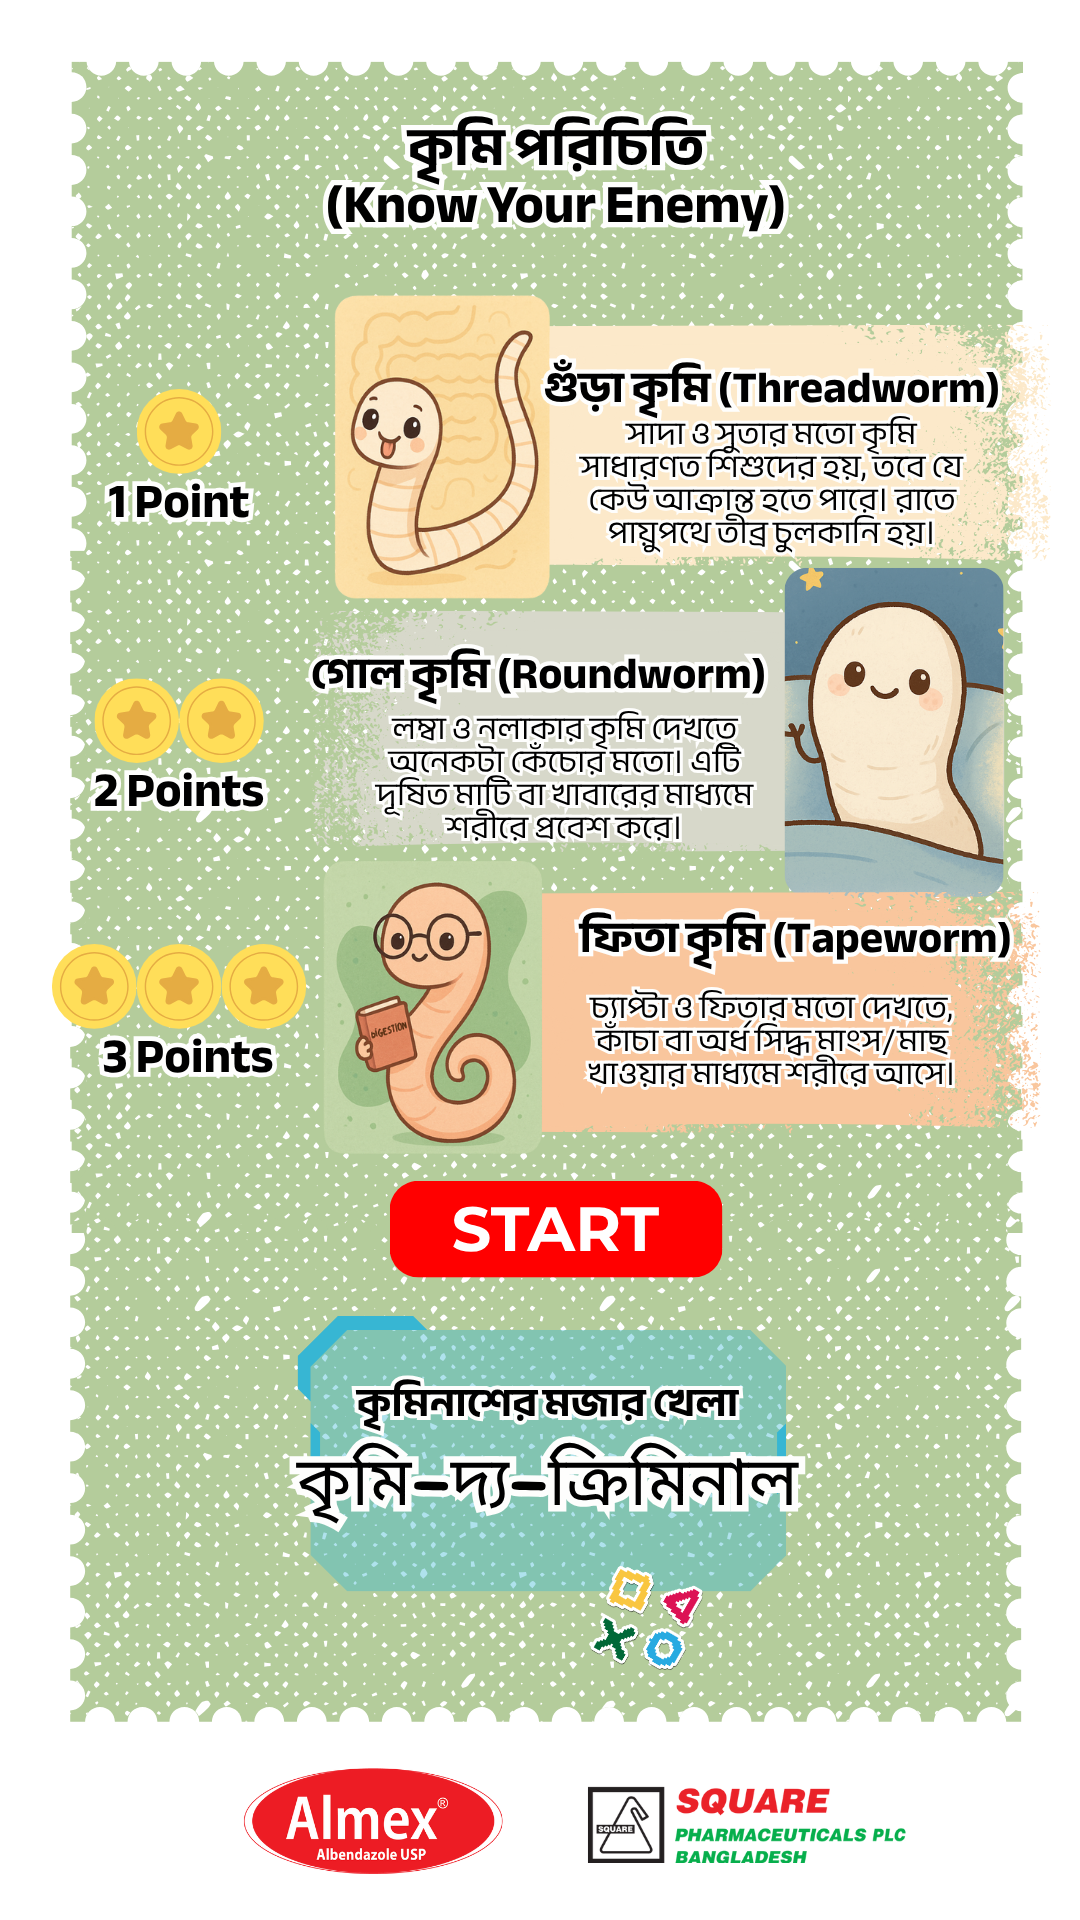 কৃমি পরিচিতি
(Know Your Enemy)
গুঁড়া কৃমি (Threadworm)
সাদা ও সুতার মতো কৃমি
সাধারণত শিশুদের হয়, তবে যে
কেউ আক্রান্ত হতে পারে। রাতে
পায়ুপথে তীব্র চুলকানি হয়।
1 Point
গোল কৃমি (Roundworm)
লম্বা ও নলাকার কৃমি দেখতে
অনেকটা কেঁচোর মতো। এটি
দূষিত মাটি বা খাবারের মাধ্যমে
শরীরে প্রবেশ করে।
2 Points
ফিতা কৃমি (Tapeworm)
চ্যাপ্টা ও ফিতার মতো দেখতে,
কাঁচা বা অর্ধ সিদ্ধ মাংস/মাছ
খাওয়ার মাধ্যমে শরীরে আসে।
DIGESTION
3 Points
START
কৃমিনাশের মজার খেলা
কৃমি-দ্য-ক্রিমিনাল
Almex®
Albendazole USP
SQUARE
SQUARE
PHARMACEUTICALS PLC
BANGLADESH